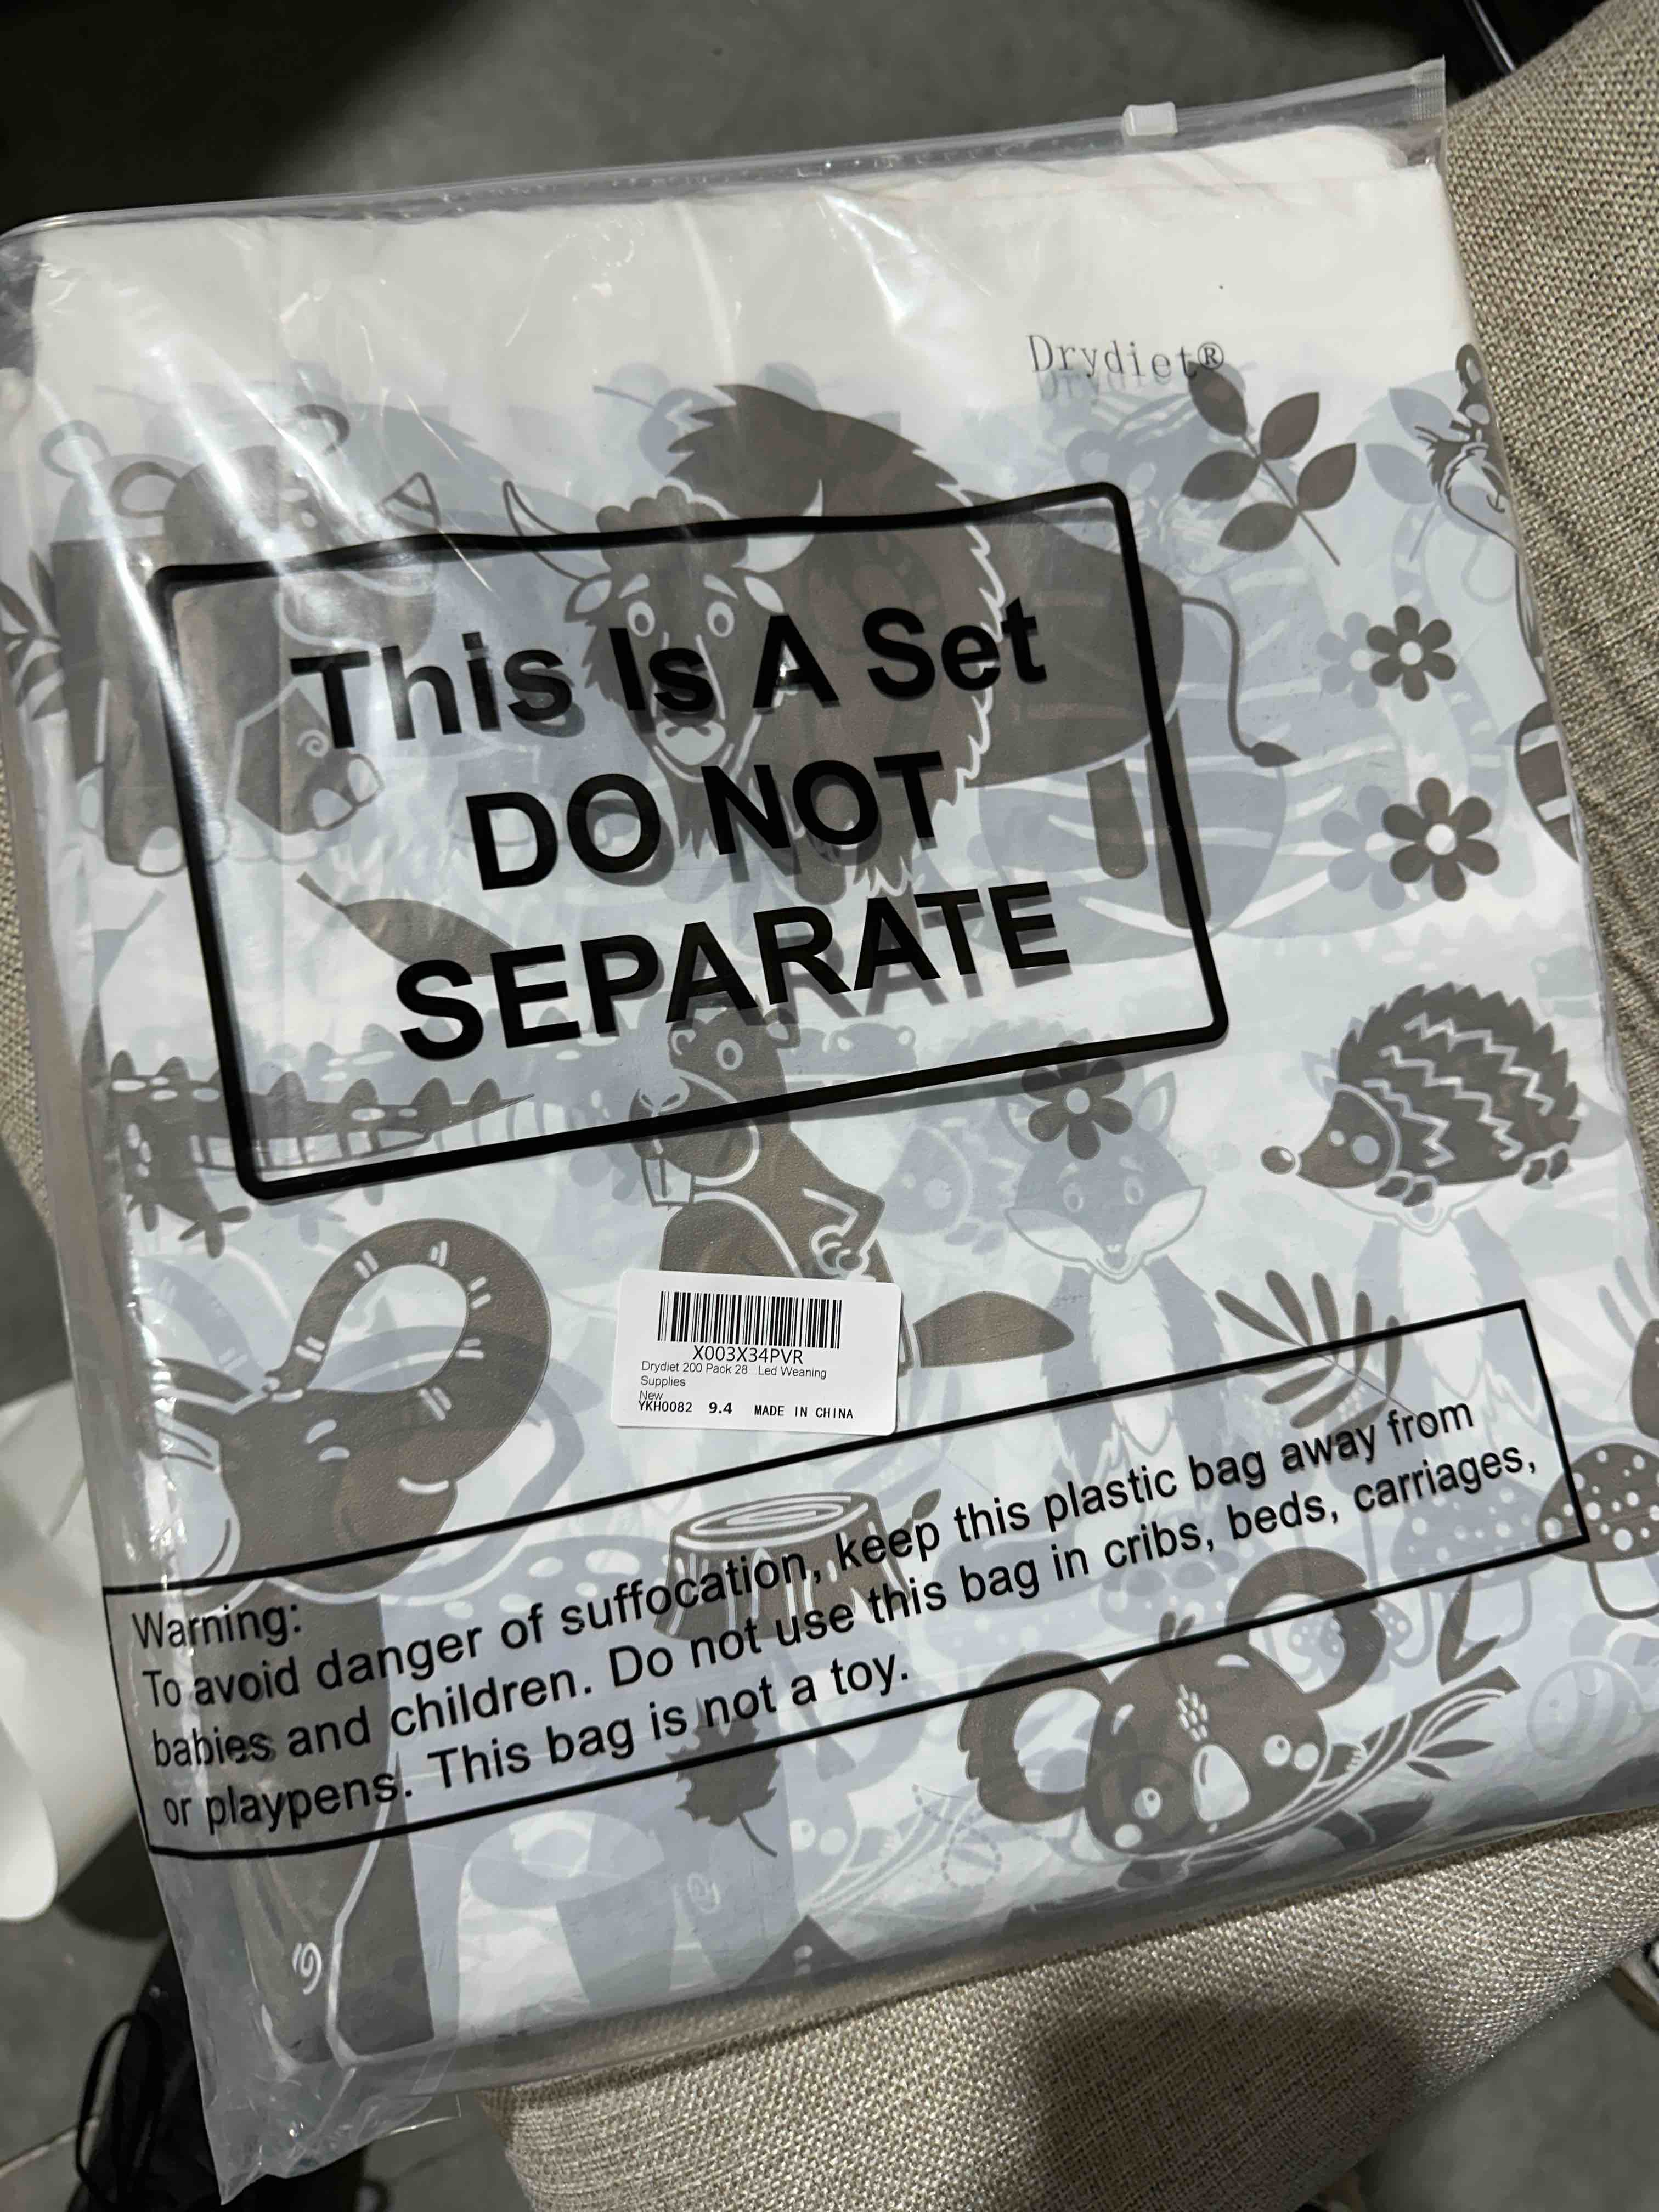 Drydiet®
This Is A Set
DO NOT
SEPARATE
X003X34PVR
Drydiet 200 Pack 28 . Led Weaning
Supplies
New
YKH0082 9.4 MADE IN CHINA
Warning:
To avoid danger of suffocation, keep this plastic bag away from
babies and children. Do not use this bag in cribs, beds, carriages,
or playpens. This bag is not a toy.